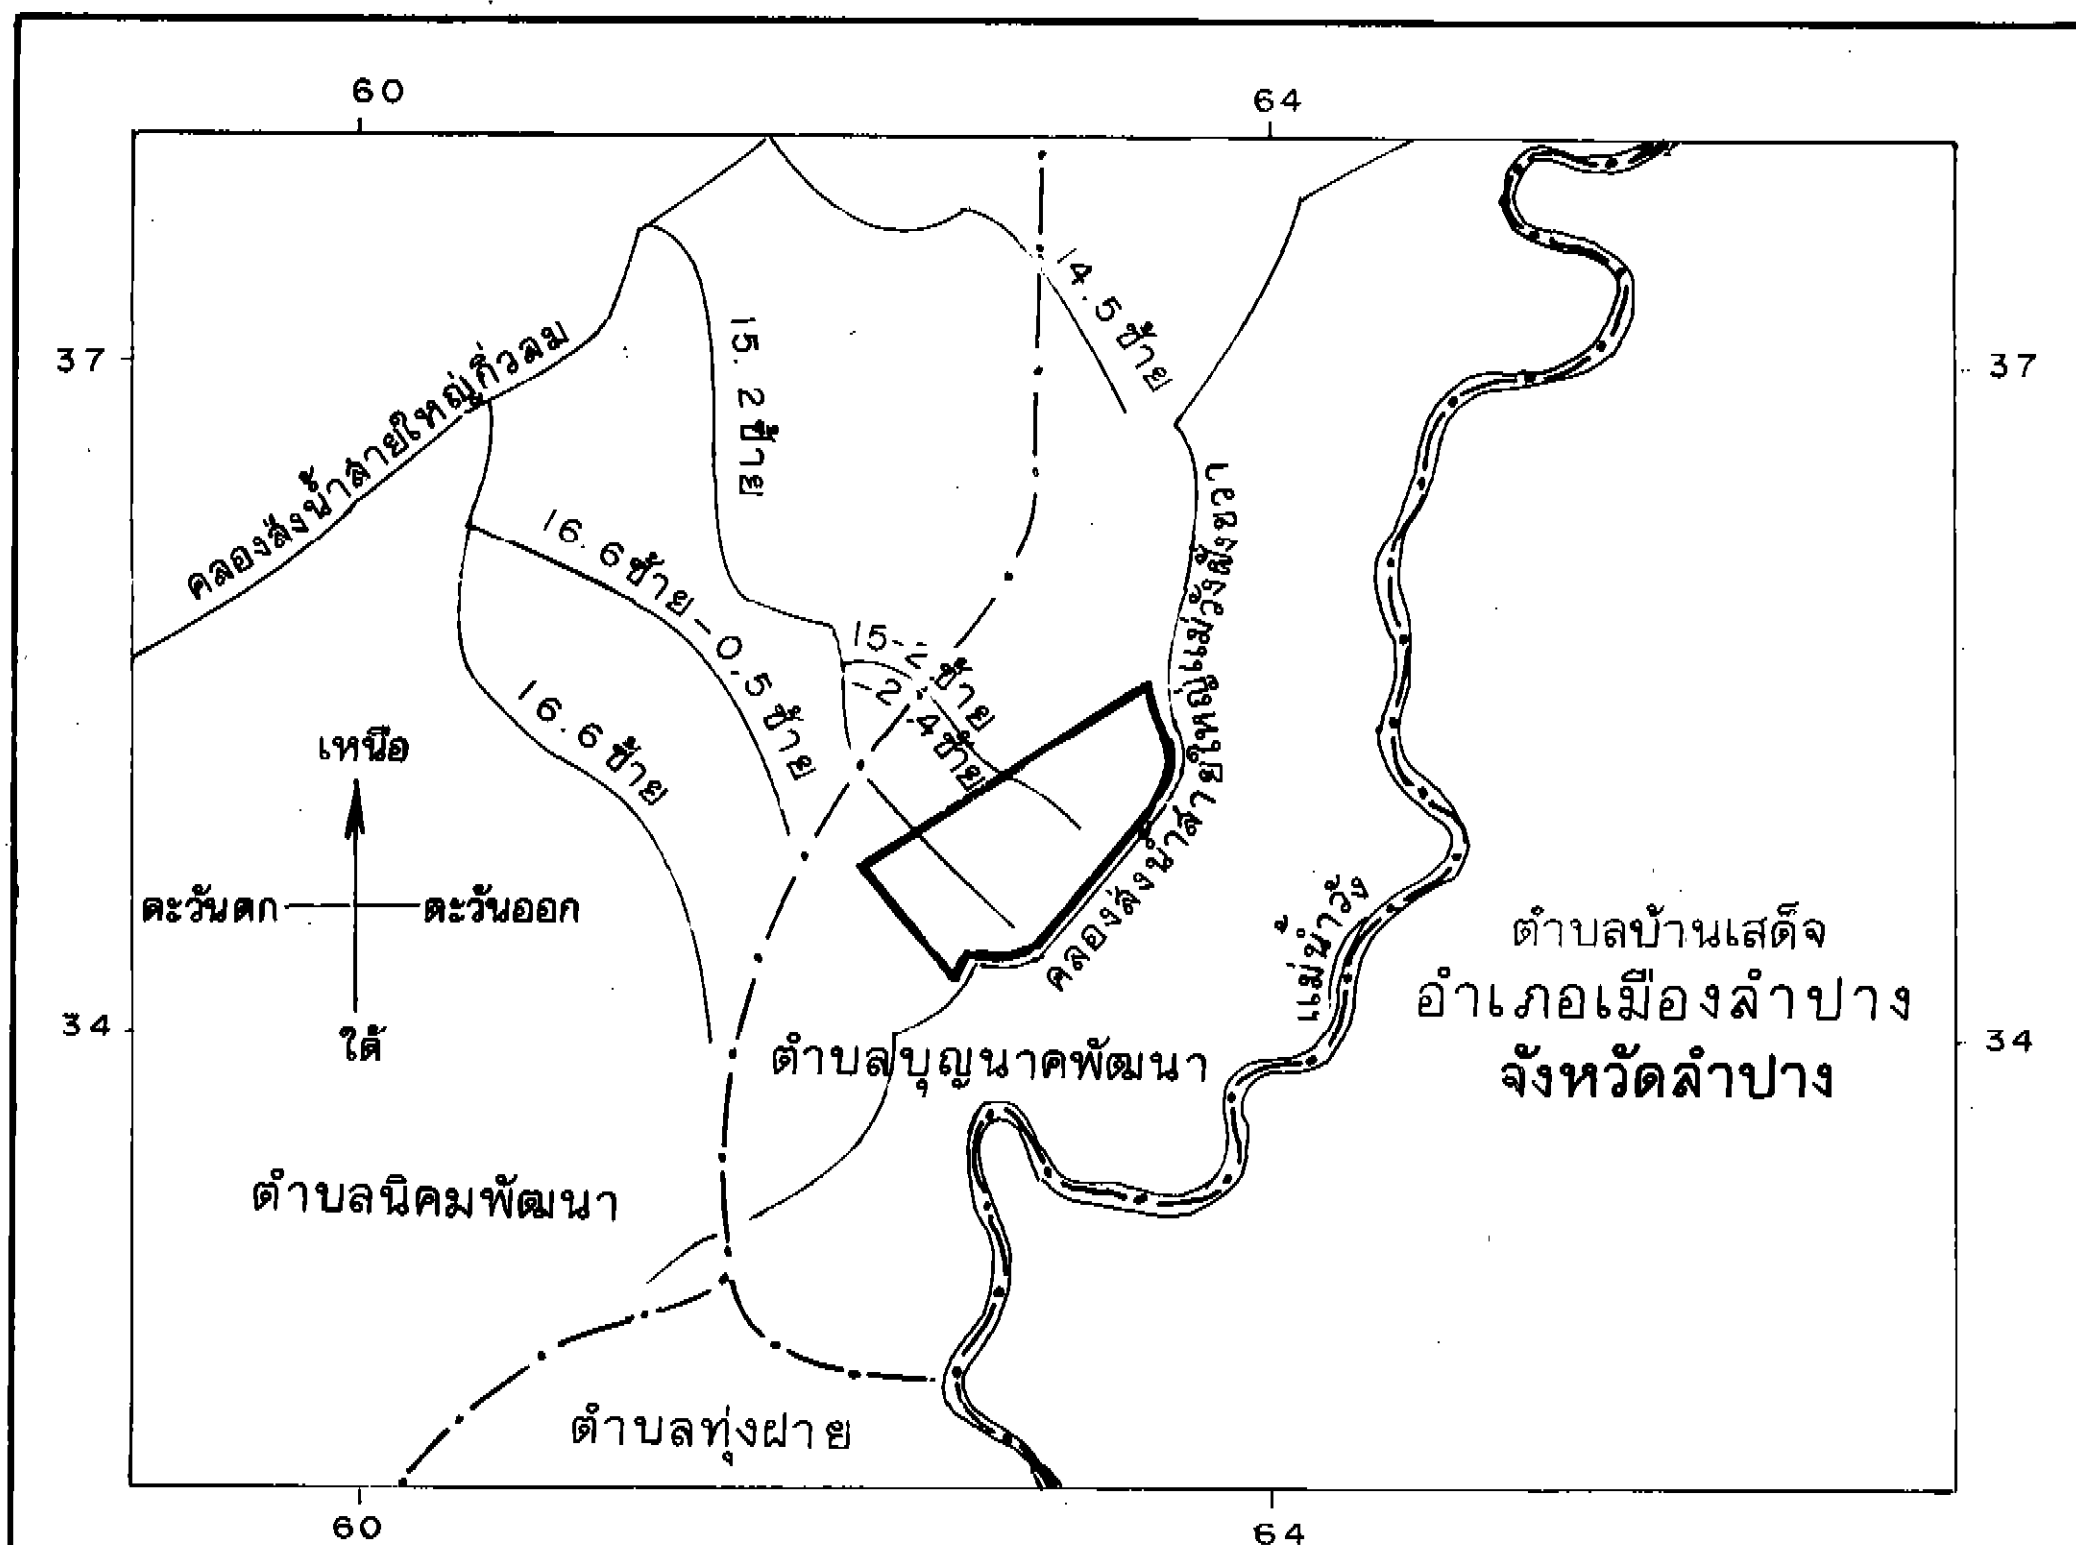 60 64
37 37
14.5 ซ้าย
15.2 ซ้าย
คลองส่งน้ำสายใหญ่กิ่วลม
16.6 ซ้าย-0.5 ซ้าย
16.6 ซ้าย
15-2 ซ้าย
-2.4 ซ้าย
คลองส่งน้ำสายใหญ่แม่วังฝั่งขวา
เหนือ
ตะวันตก ตะวันออก
ใต้
แม่น้ำวัง
ตำบลบ้านเสด็จ
อำเภอเมืองลำปาง
จังหวัดลำปาง
34 34
ตำบลบุญนาคพัฒนา
ตำบลนิคมพัฒนา
ตำบลทุ่งฝาย
60 64